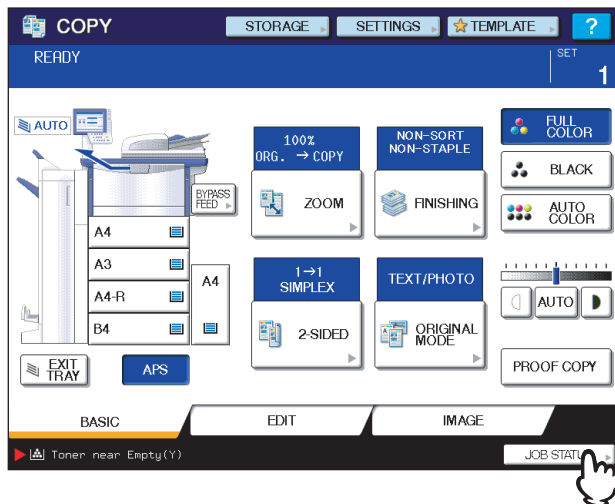 COPY
STORAGE
SETTINGS
TEMPLATE
?
READY
SET
1
AUTO
100%
ORG. → COPY
ZOOM
NON-SORT
NON-STAPLE
FINISHING
FULL
COLOR
BLACK
AUTO
COLOR
BYPASS
FEED
A4
A3
A4-R
B4
A4
1→1
SIMPLEX
2-SIDED
TEXT/PHOTO
ORIGINAL
MODE
AUTO
EXIT
TRAY
APS
PROOF COPY
BASIC
EDIT
IMAGE
Toner near Empty(Y)
JOB STATU